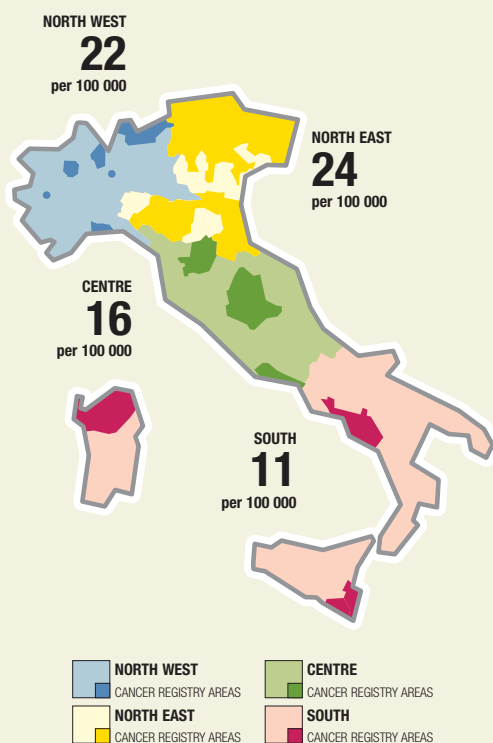 NORTH WEST
22
per 100 000
NORTH EAST
24
per 100 000
CENTRE
16
per 100 000
SOUTH
11
per 100 000
NORTH WEST
CANCER REGISTRY AREAS
NORTH EAST
CANCER REGISTRY AREAS
CENTRE
CANCER REGISTRY AREAS
SOUTH
CANCER REGISTRY AREAS